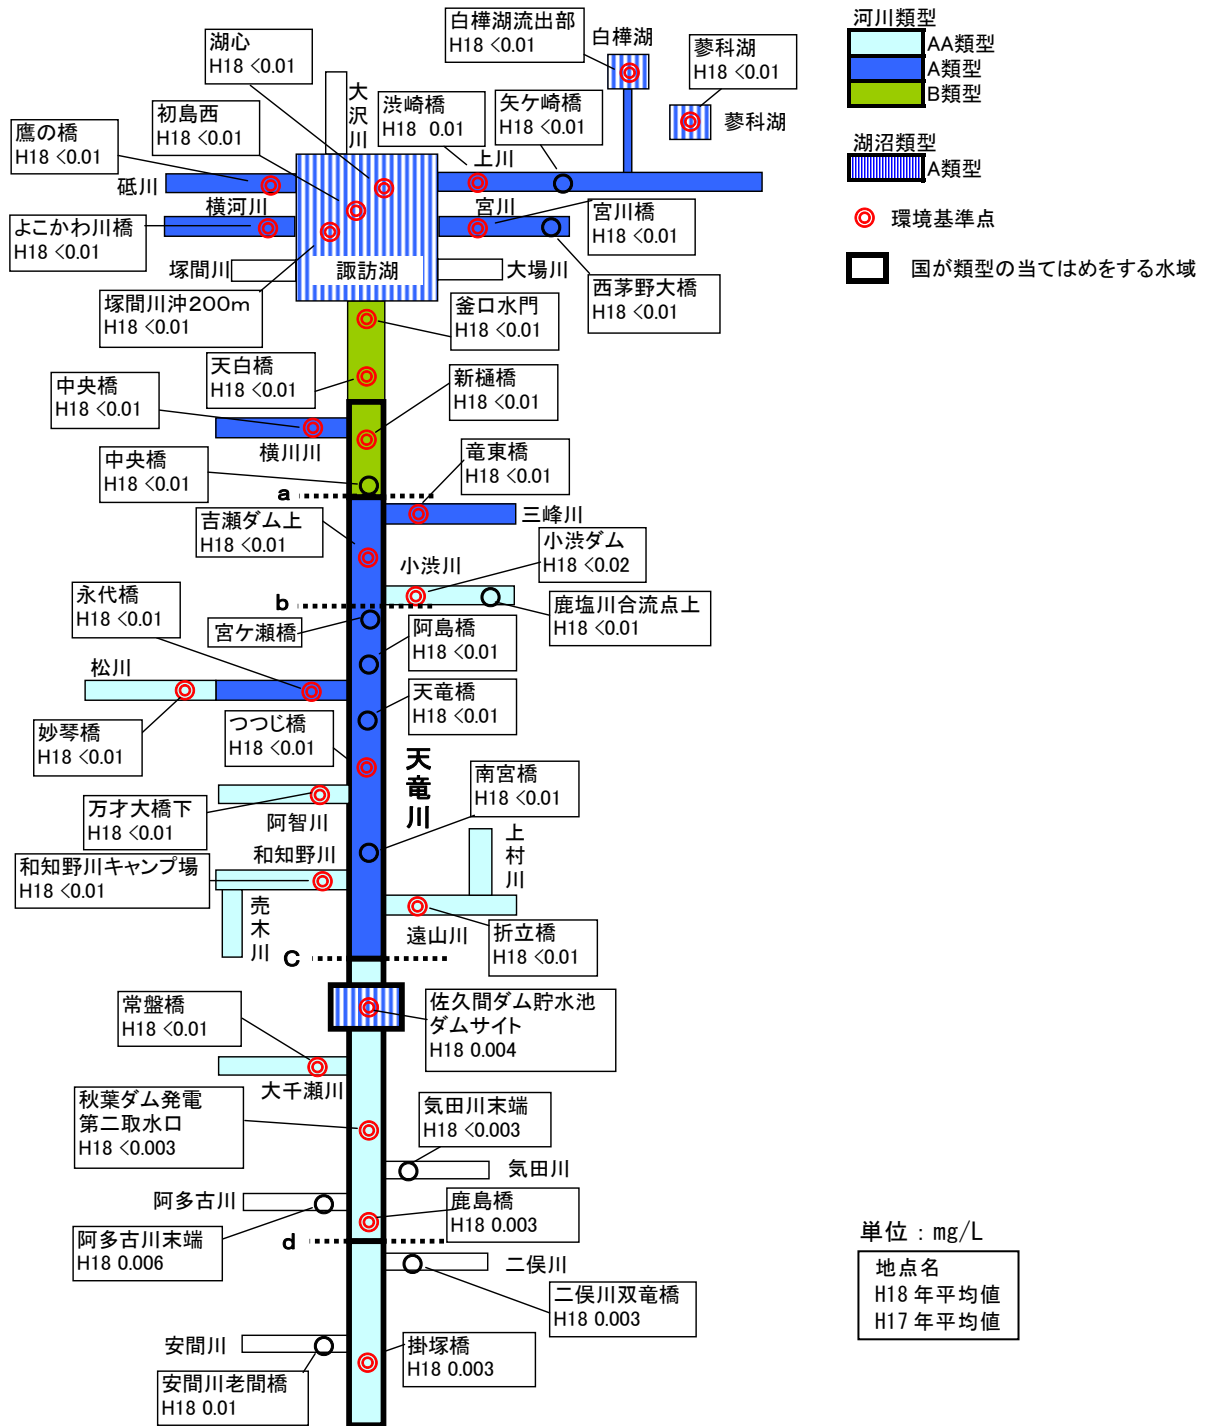 白樺湖流出部
H18 <0.01
白樺湖
蓼科湖
H18 <0.01
蓼科湖
湖心
H18 <0.01
初島西
H18 <0.01
鷹の橋
H18 <0.01
砥川
大沢川
渋崎橋
H18 0.01
上川
矢ケ崎橋
H18 <0.01
横河川
よこかわ川橋
H18 <0.01
宮川
宮川橋
H18 <0.01
塚間川
諏訪湖
大場川
西茅野大橋
H18 <0.01
塚間川沖200m
H18 <0.01
釜口水門
H18 <0.01
天白橋
H18 <0.01
新樋橋
H18 <0.01
中央橋
H18 <0.01
横川川
中央橋
H18 <0.01
竜東橋
H18 <0.01
a
三峰川
吉瀬ダム上
H18 <0.01
小渋川
小渋ダム
H18 <0.02
鹿塩川合流点上
H18 <0.01
b
永代橋
H18 <0.01
宮ケ瀬橋
阿島橋
H18 <0.01
松川
天竜橋
H18 <0.01
妙琴橋
H18 <0.01
つつじ橋
H18 <0.01
天竜川
南宮橋
H18 <0.01
万才大橋下
H18 <0.01
阿智川
和知野川
和知野川キャンプ場
H18 <0.01
上村川
売木川
遠山川
折立橋
H18 <0.01
C
常盤橋
H18 <0.01
佐久間ダム貯水池
ダムサイト
H18 0.004
大千瀬川
秋葉ダム発電
第二取水口
H18 <0.003
気田川末端
H18 <0.003
気田川
阿多古川
阿多古川末端
H18 0.006
鹿島橋
H18 0.003
d
二俣川
二俣川双竜橋
H18 0.003
安間川
安間川老間橋
H18 0.01
掛塚橋
H18 0.003
河川類型
AA類型
A類型
B類型
湖沼類型
A類型
環境基準点
国が類型の当てはめをする水域
単位：mg/L
地点名
H18 年平均値
H17 年平均値